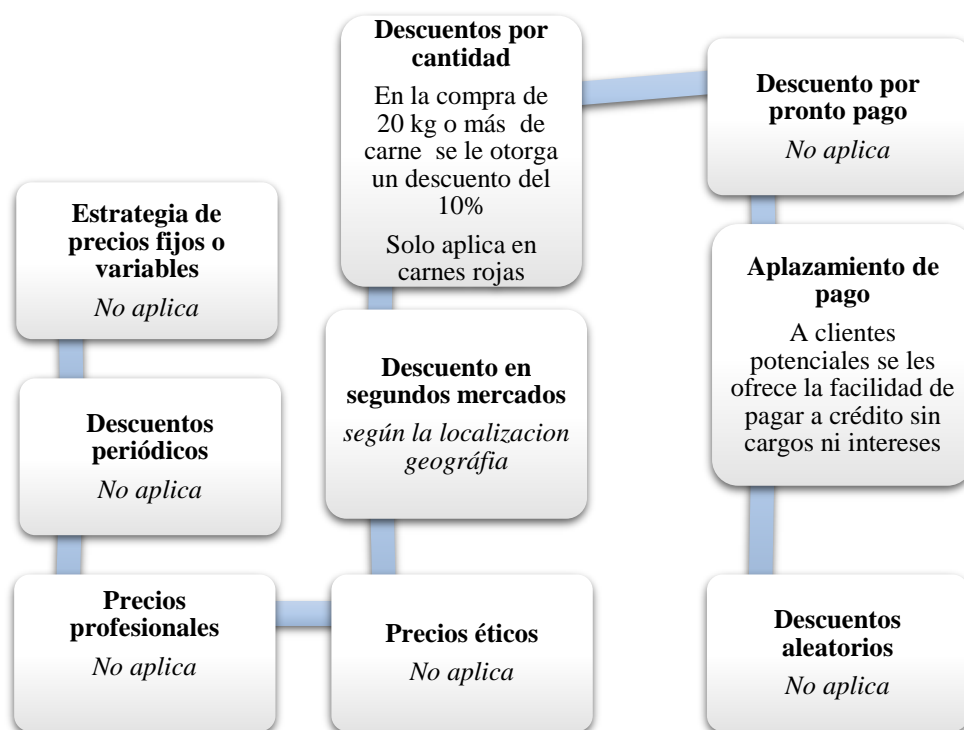 Estrategia de
precios fijos o
variables
No aplica
Descuentos
periódicos
No aplica
Precios
profesionales
No aplica
Precios éticos
No aplica
Descuento en
segundos mercados
según la localizacion
geográfia
Descuentos por
cantidad
En la compra de
20 kg o más de
carne se le otorga
un descuento del
10%
Solo aplica en
carnes rojas
Descuento por
pronto pago
No aplica
Aplazamiento de
pago
A clientes
potenciales se les
ofrece la facilidad de
pagar a crédito sin
cargos ni intereses
Descuentos
aleatorios
No aplica